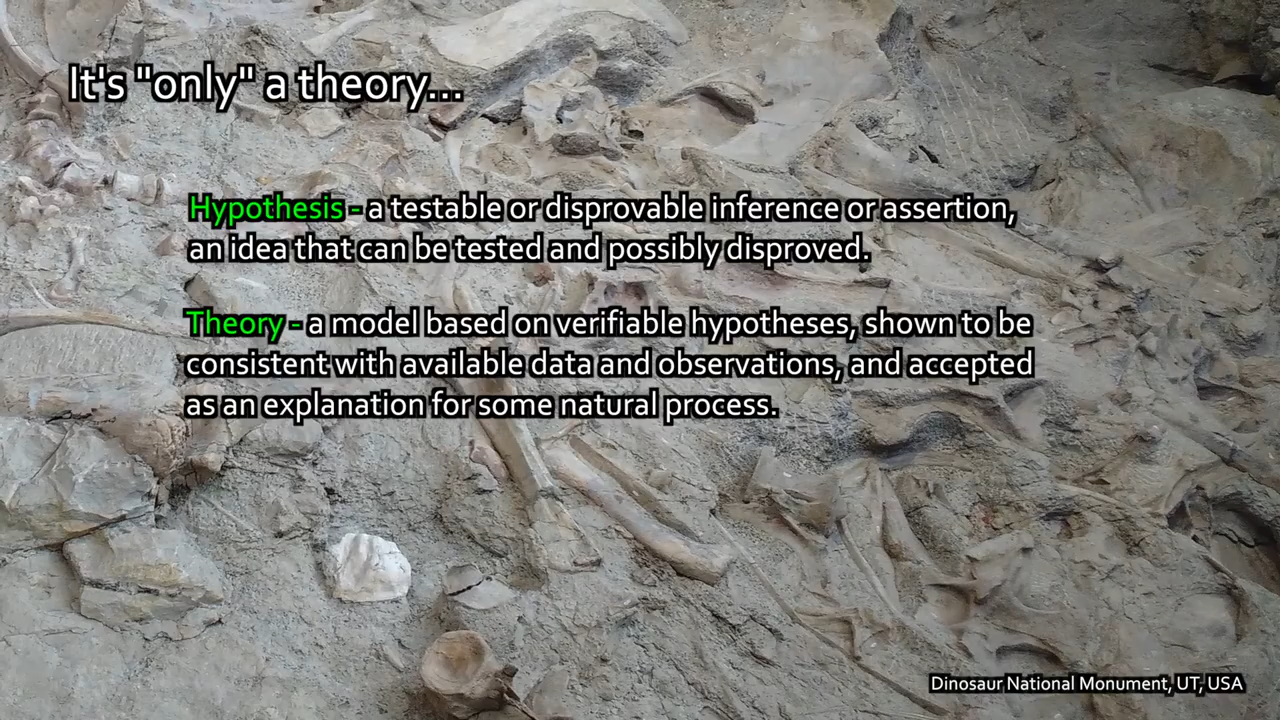 It's "only" a theory...
Hypothesis - a testable or disprovable inference or assertion,
an idea that can be tested and possibly disproved.
Theory - a model based on verifiable hypotheses, shown to be
consistent with available data and observations, and accepted
as an explanation for some natural process.
Dinosaur National Monument, UT, USA